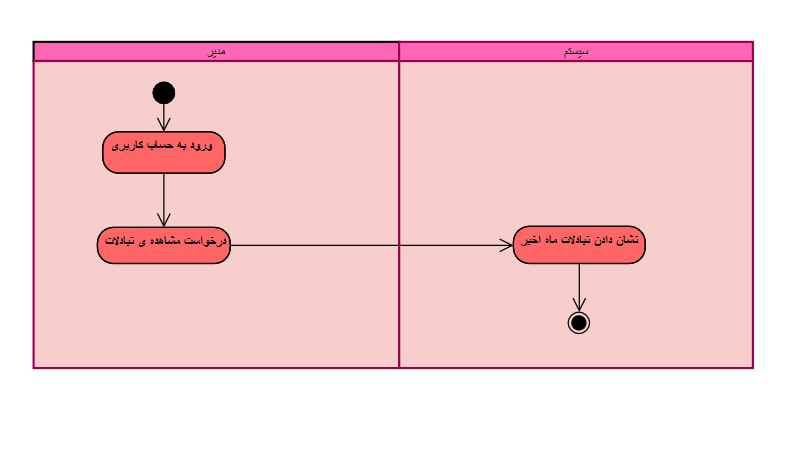 مدیر
سیستم
ورود به حساب کاربری
درخواست مشاهده ی تبادلات
نشان دادن تبادلات ماه اخیر